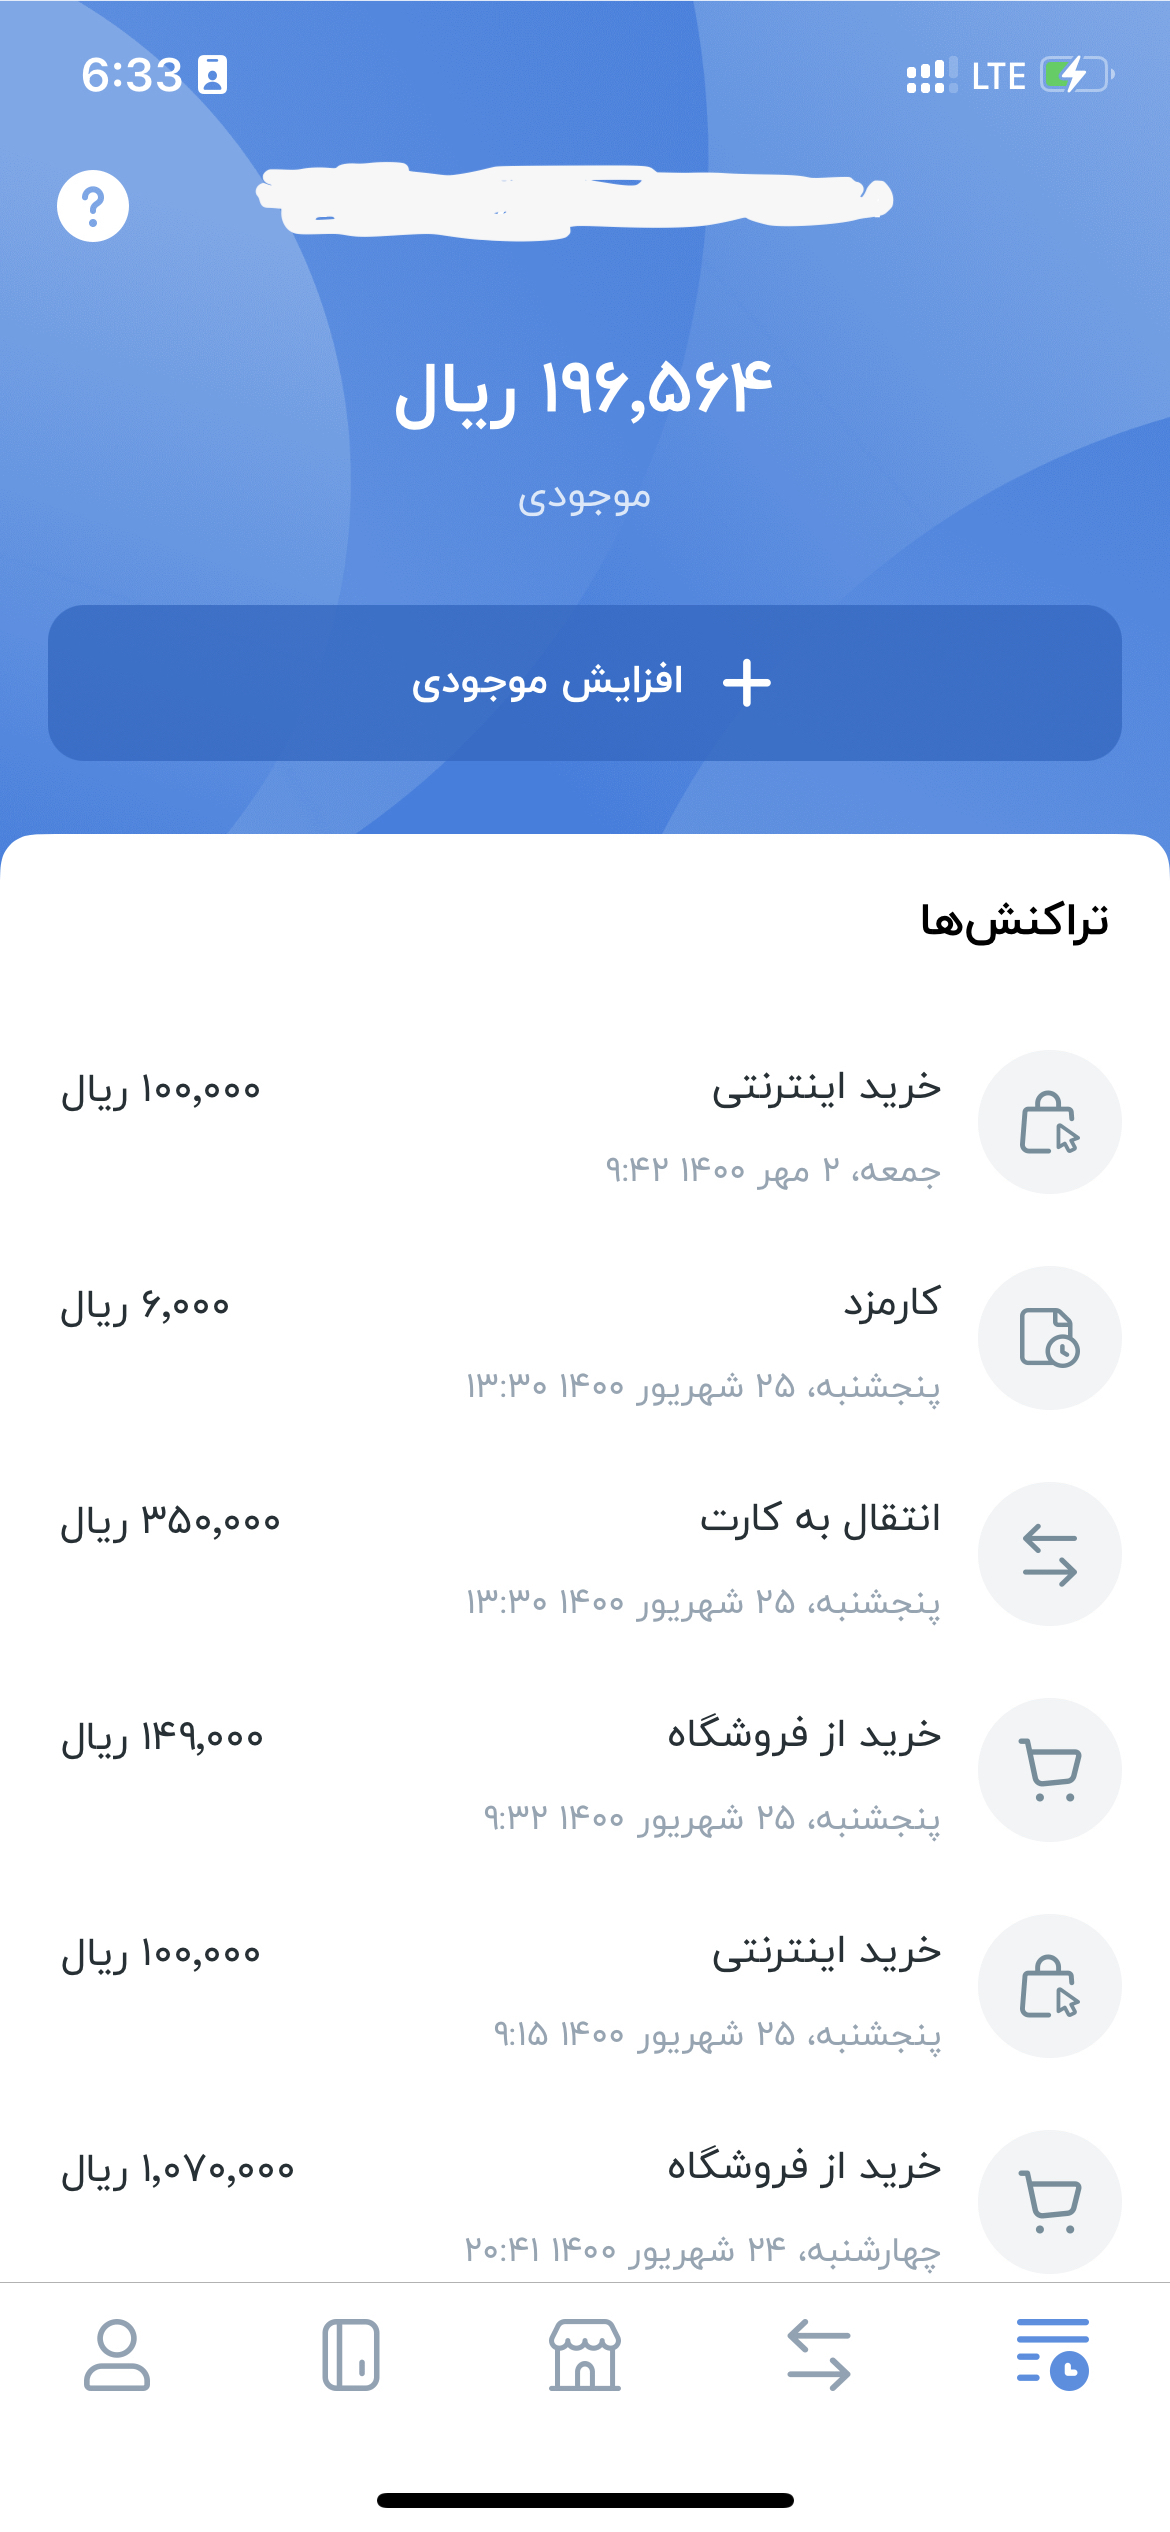 6:33
LTE
۱۹۶,۵۶۴ ریال
موجودی
افزایش موجودی
تراکنش‌ها
خرید اینترنتی
۱۰۰,۰۰۰ ریال
جمعه، ۲ مهر ۱۴۰۰ ۹:۴۲
کارمزد
۶,۰۰۰ ریال
پنجشنبه، ۲۵ شهریور ۱۴۰۰ ۱۳:۳۰
انتقال به کارت
۳۵۰,۰۰۰ ریال
پنجشنبه، ۲۵ شهریور ۱۴۰۰ ۱۳:۳۰
خرید از فروشگاه
۱۴۹,۰۰۰ ریال
پنجشنبه، ۲۵ شهریور ۱۴۰۰ ۹:۳۲
خرید اینترنتی
۱۰۰,۰۰۰ ریال
پنجشنبه، ۲۵ شهریور ۱۴۰۰ ۹:۱۵
خرید از فروشگاه
۱,۰۷۰,۰۰۰ ریال
چهارشنبه، ۲۴ شهریور ۱۴۰۰ ۲۰:۴۱